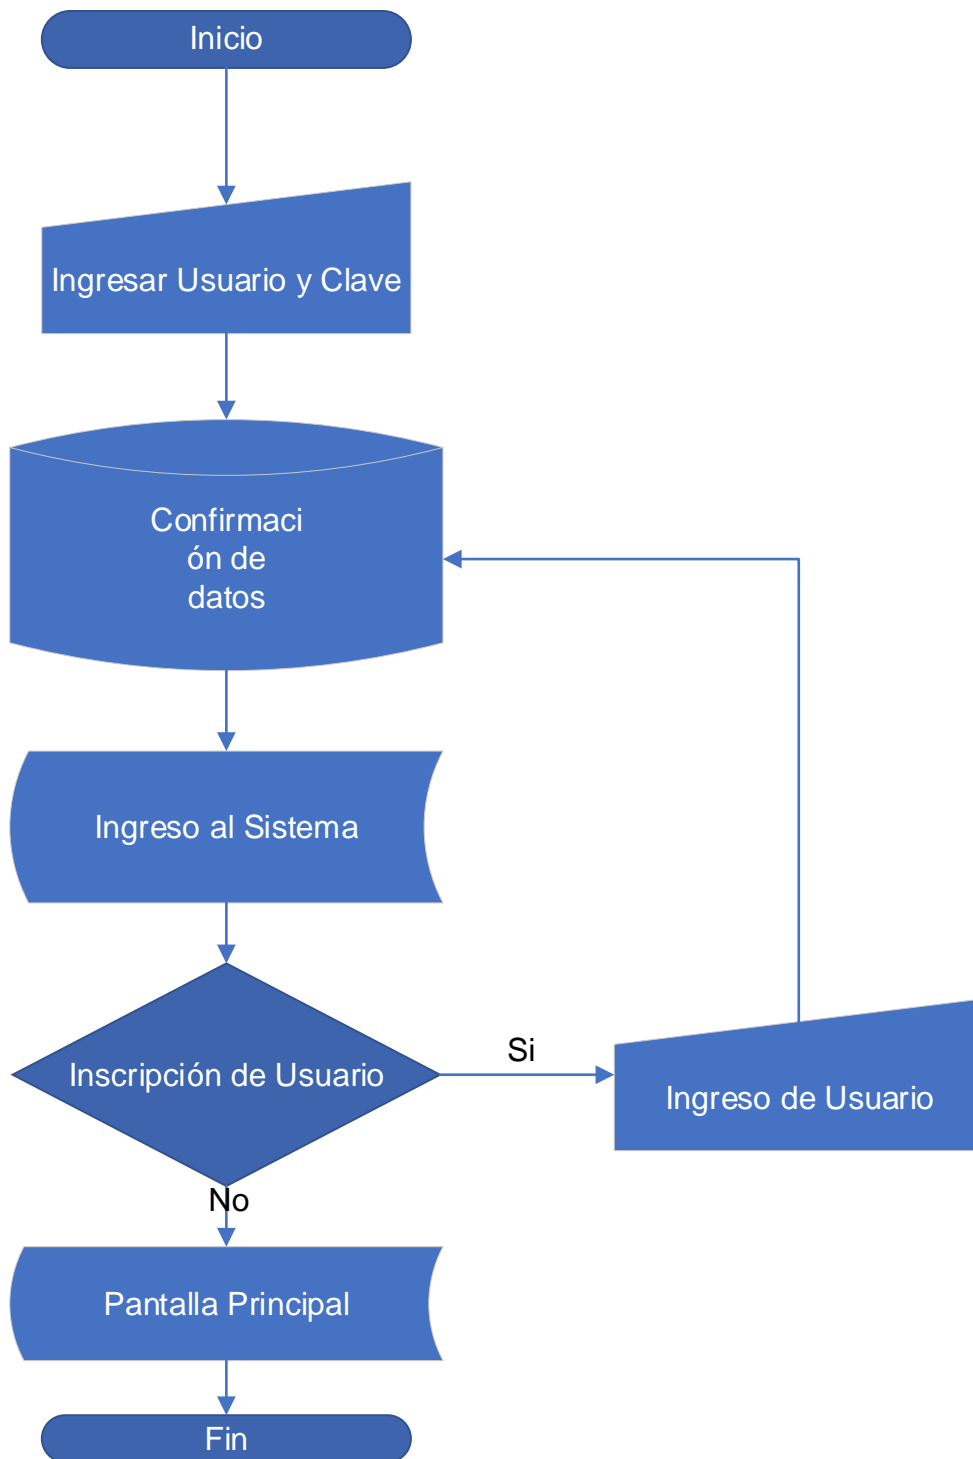 Inicio
Ingresar Usuario y Clave
Confirmaci
ón de
datos
Ingreso al Sistema
Inscripción de Usuario
Si
Ingreso de Usuario
No
Pantalla Principal
Fin